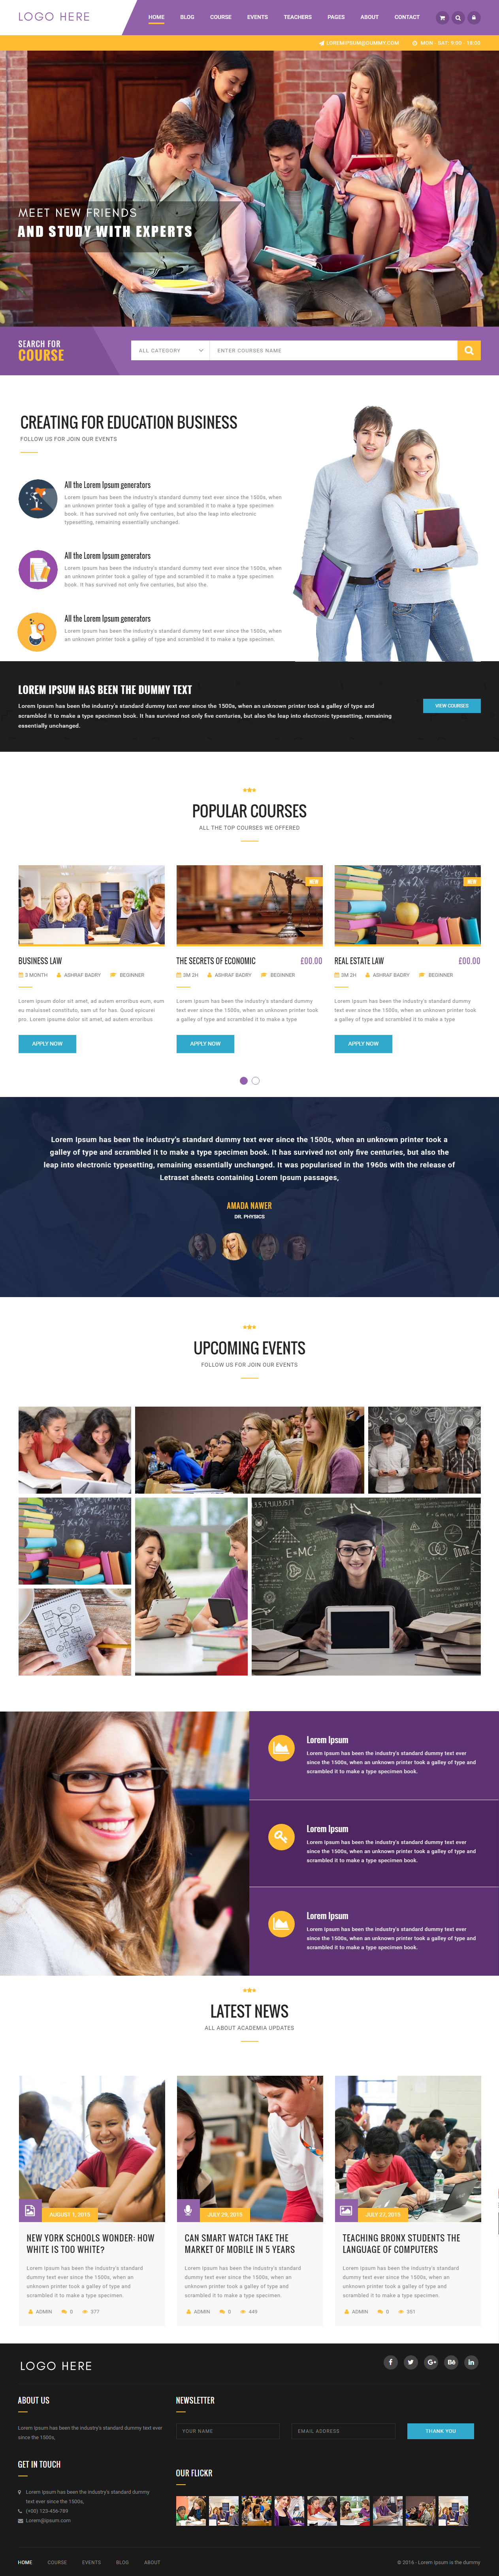 LOGO HERE
HOME BLOG COURSE EVENTS TEACHERS PAGES ABOUT CONTACT
LOREMIPSUM@DUMMY.COM MON - SAT: 9:00 - 18:00
MEET NEW FRIENDS
AND STUDY WITH EXPERTS
SEARCH FOR
COURSE
ALL CATEGORY ENTER COURSES NAME
CREATING FOR EDUCATION BUSINESS
FOLLOW US FOR JOIN OUR EVENTS
All the Lorem Ipsum generators
Lorem Ipsum has been the industry's standard dummy text ever since the 1500s, when
an unknown printer took a galley of type and scrambled it to make a type specimen
book. It has survived not only five centuries, but also the leap into electronic
typesetting, remaining essentially unchanged.
All the Lorem Ipsum generators
Lorem Ipsum has been the industry's standard dummy text ever since the 1500s, when
an unknown printer took a galley of type and scrambled it to make a type specimen
book. It has survived not only five centuries, but also the.
All the Lorem Ipsum generators
Lorem Ipsum has been the industry's standard dummy text ever since the 1500s, when an
unknown printer took a galley of type and scrambled it to make a type specimen.
LOREM IPSUM HAS BEEN THE DUMMY TEXT
Lorem Ipsum has been the industry's standard dummy text ever since the 1500s, when an unknown printer took a galley of type and
scrambled it to make a type specimen book. It has survived not only five centuries, but also the leap into electronic typesetting, remaining
essentially unchanged.
VIEW COURSES
POPULAR COURSES
ALL THE TOP COURSES WE OFFERED
BUSINESS LAW
3 MONTH ASHRAF BADRY BEGINNER
Lorem ipsum dolor sit amet, ad autem erroribus eum, eum
eu maluisset constituto, sem ut for has. Quod epicurei
pro. Lorem ipsume dolor sit amet, ad autem erroribus
APPLY NOW
NEW
THE SECRETS OF ECONOMIC £00.00
3M 2H ASHRAF BADRY BEGINNER
Lorem Ipsum has been the industry's standard dummy
text ever since the 1500s, when an unknown printer took
a galley of type and scrambled it to make a type
APPLY NOW
NEW
REAL ESTATE LAW £00.00
3M 2H ASHRAF BADRY BEGINNER
Lorem Ipsum has been the industry's standard dummy
text ever since the 1500s, when an unknown printer took
a galley of type and scrambled it to make a type
APPLY NOW
Lorem Ipsum has been the industry's standard dummy text ever since the 1500s, when an unknown printer took a
galley of type and scrambled it to make a type specimen book. It has survived not only five centuries, but also the
leap into electronic typesetting, remaining essentially unchanged. It was popularised in the 1960s with the release of
Letraset sheets containing Lorem Ipsum passages,
AMADA NAWER
DR. PHYSICS
UPCOMING EVENTS
FOLLOW US FOR JOIN OUR EVENTS
Lorem Ipsum
Lorem Ipsum has been the industry's standard dummy text ever
since the 1500s, when an unknown printer took a galley of type and
scrambled it to make a type specimen book.
Lorem Ipsum
Lorem Ipsum has been the industry's standard dummy text ever
since the 1500s, when an unknown printer took a galley of type and
scrambled it to make a type specimen book.
Lorem Ipsum
Lorem Ipsum has been the industry's standard dummy text ever
since the 1500s, when an unknown printer took a galley of type and
scrambled it to make a type specimen book.
LATEST NEWS
ALL ABOUT ACADEMIA UPDATES
AUGUST 1, 2015
NEW YORK SCHOOLS WONDER: HOW
WHITE IS TOO WHITE?
Lorem Ipsum has been the industry's standard
dummy text ever since the 1500s, when an
unknown printer took a galley of type and
scrambled it to make a type specimen.
ADMIN 0 377
JULY 29, 2015
CAN SMART WATCH TAKE THE
MARKET OF MOBILE IN 5 YEARS
Lorem Ipsum has been the industry's standard
dummy text ever since the 1500s, when an
unknown printer took a galley of type and
scrambled it to make a type specimen.
ADMIN 0 449
JULY 27, 2015
TEACHING BRONX STUDENTS THE
LANGUAGE OF COMPUTERS
Lorem Ipsum has been the industry's standard
dummy text ever since the 1500s, when an
unknown printer took a galley of type and
scrambled it to make a type specimen.
ADMIN 0 351
LOGO HERE
ABOUT US
Lorem Ipsum has been the industry's standard dummy text ever
since the 1500s,
NEWSLETTER
YOUR NAME EMAIL ADDRESS THANK YOU
GET IN TOUCH
Lorem Ipsum has been the industry's standard dummy
text ever since the 1500s,
(+00) 123-456-789
Lorem@ipsum.com
OUR FLICKR
HOME COURSE EVENTS BLOG ABOUT
© 2016 - Lorem Ipsum is the dummy